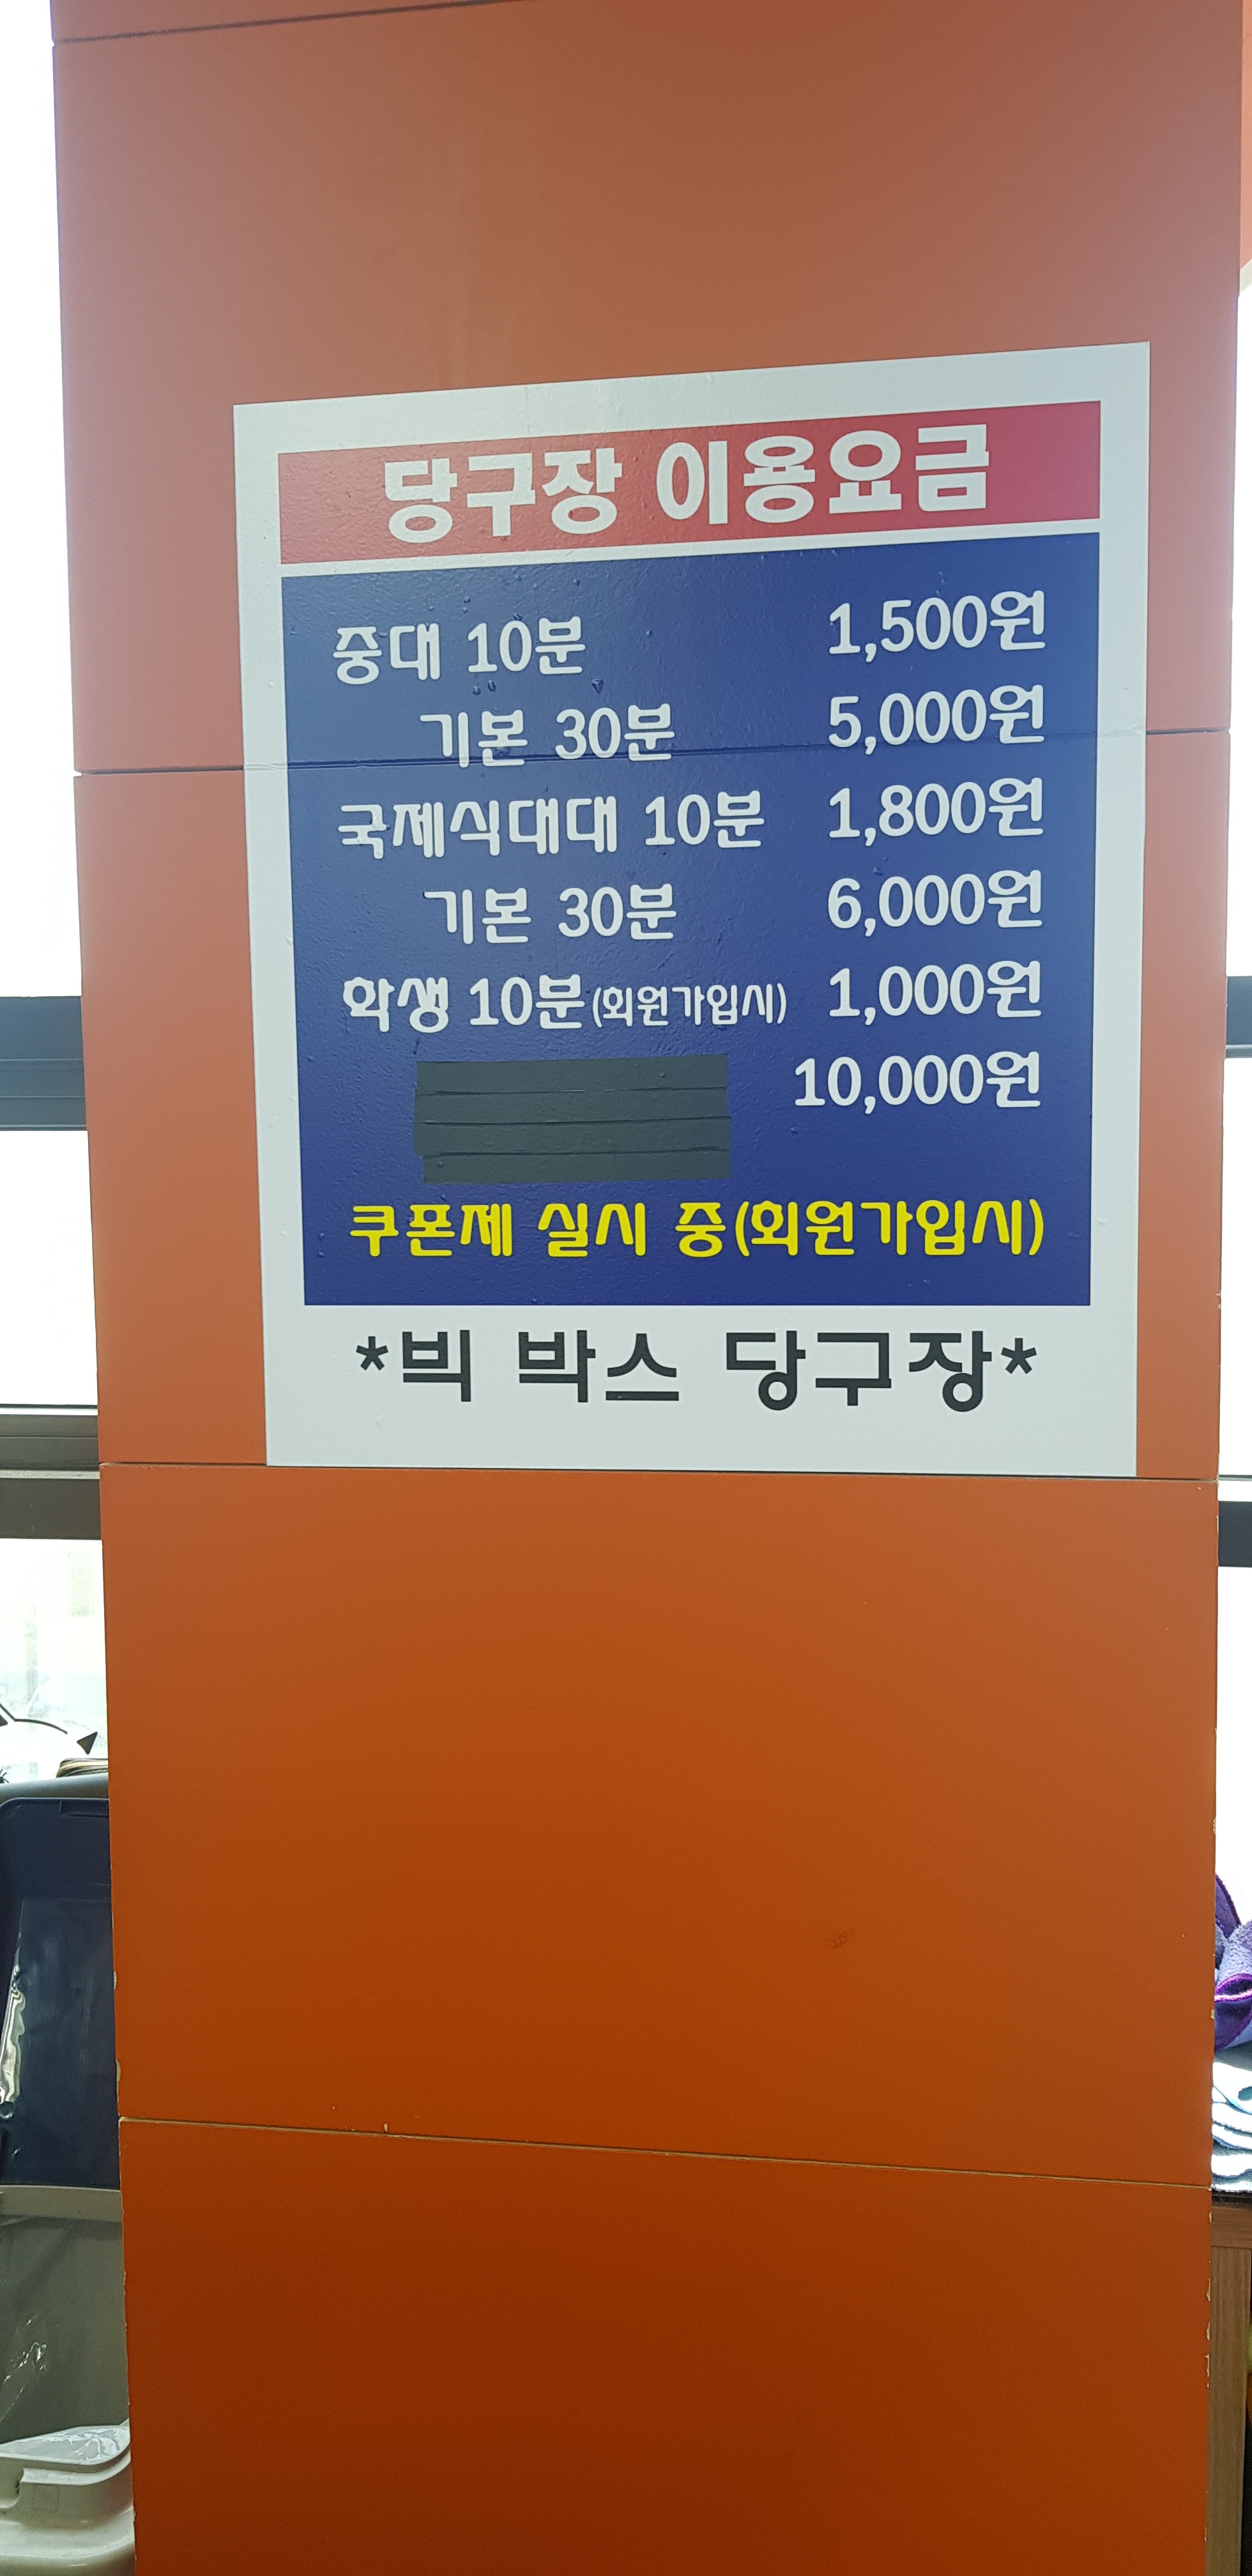 당구장 이용요금
중대 10분 1,500원
기본 30분 5,000원
국제식대대 10분 1,800원
기본 30분 6,000원
학생 10분(회원가입시) 1,000원
10,000원
쿠폰제 실시 중(회원가입시)
*빅 박스 당구장*